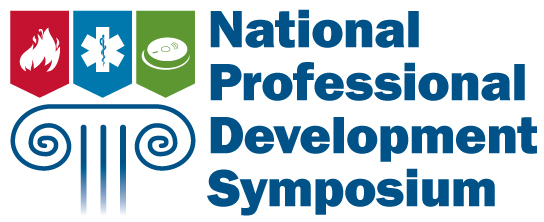 National
Professional
Development
Symposium